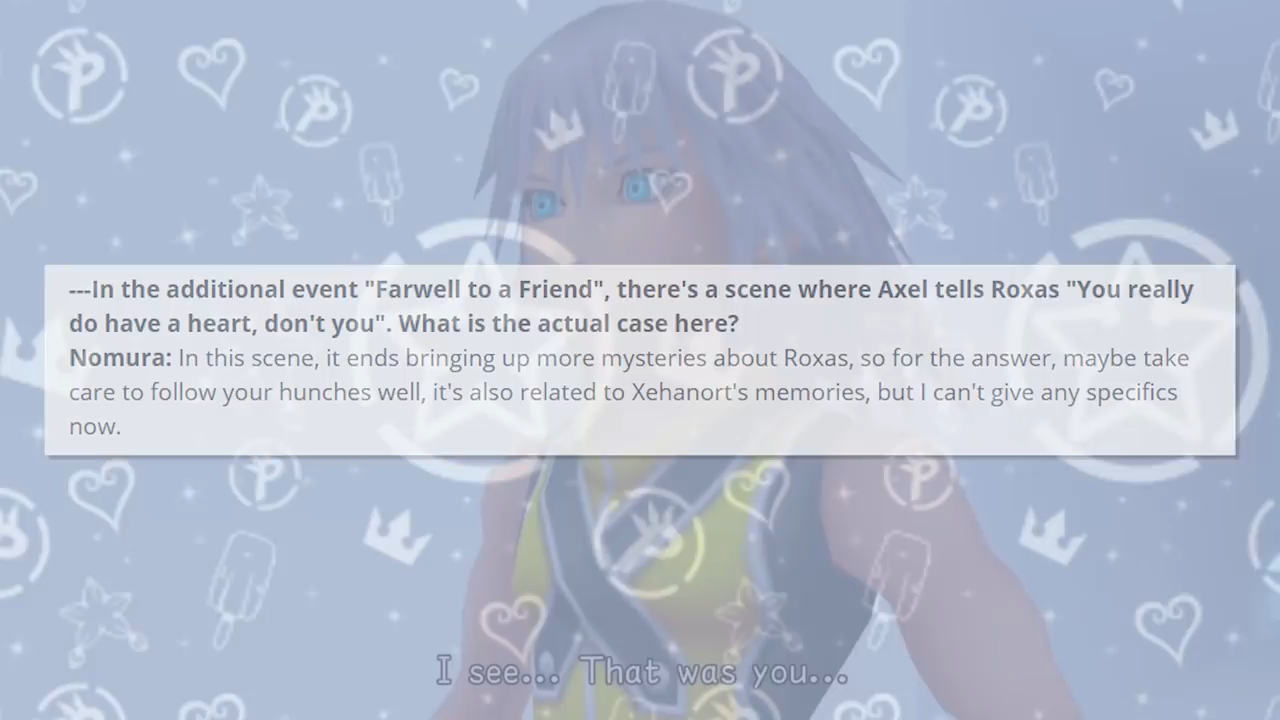 ---In the additional event "Farwell to a Friend", there's a scene where Axel tells Roxas "You really
do have a heart, don't you". What is the actual case here?
Nomura: In this scene, it ends bringing up more mysteries about Roxas, so for the answer, maybe take
care to follow your hunches well, it's also related to Xehanort's memories, but I can't give any specifics
now.
I see... That was you...